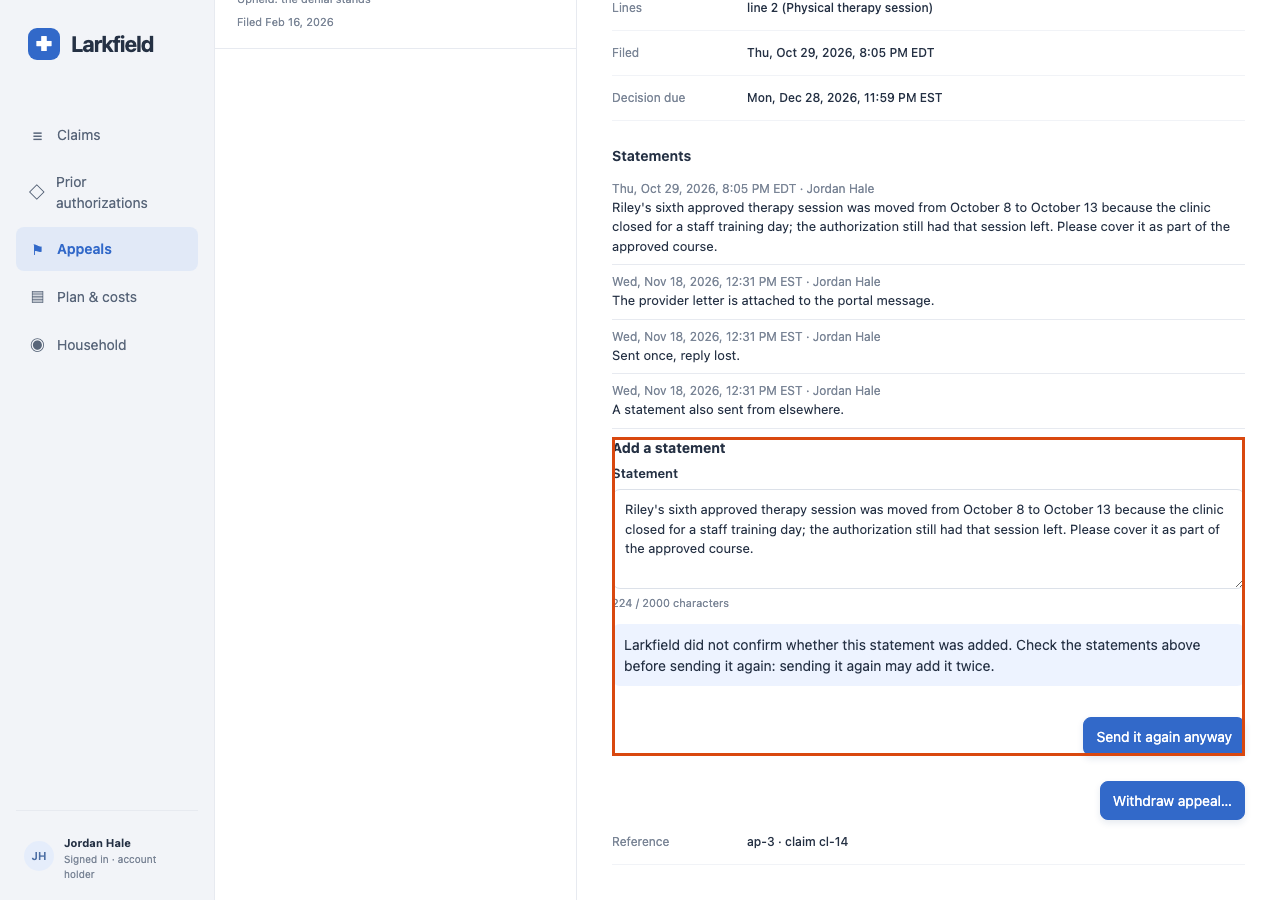 Larkfield
Claims
Prior
authorizations
Appeals
Plan & costs
Household
JH
Jordan Hale
Signed in · account
holder
Filed Feb 16, 2026
Lines
line 2 (Physical therapy session)
Filed
Thu, Oct 29, 2026, 8:05 PM EDT
Decision due
Mon, Dec 28, 2026, 11:59 PM EST
Statements
Thu, Oct 29, 2026, 8:05 PM EDT · Jordan Hale
Riley's sixth approved therapy session was moved from October 8 to October 13 because the clinic
closed for a staff training day; the authorization still had that session left. Please cover it as part of the
approved course.
Wed, Nov 18, 2026, 12:31 PM EST · Jordan Hale
The provider letter is attached to the portal message.
Wed, Nov 18, 2026, 12:31 PM EST · Jordan Hale
Sent once, reply lost.
Wed, Nov 18, 2026, 12:31 PM EST · Jordan Hale
A statement also sent from elsewhere.
Add a statement
Statement
Riley's sixth approved therapy session was moved from October 8 to October 13 because the clinic
closed for a staff training day; the authorization still had that session left. Please cover it as part of
the approved course.
224 / 2000 characters
Larkfield did not confirm whether this statement was added. Check the statements above
before sending it again: sending it again may add it twice.
Send it again anyway
Withdraw appeal...
Reference
ap-3 · claim cl-14